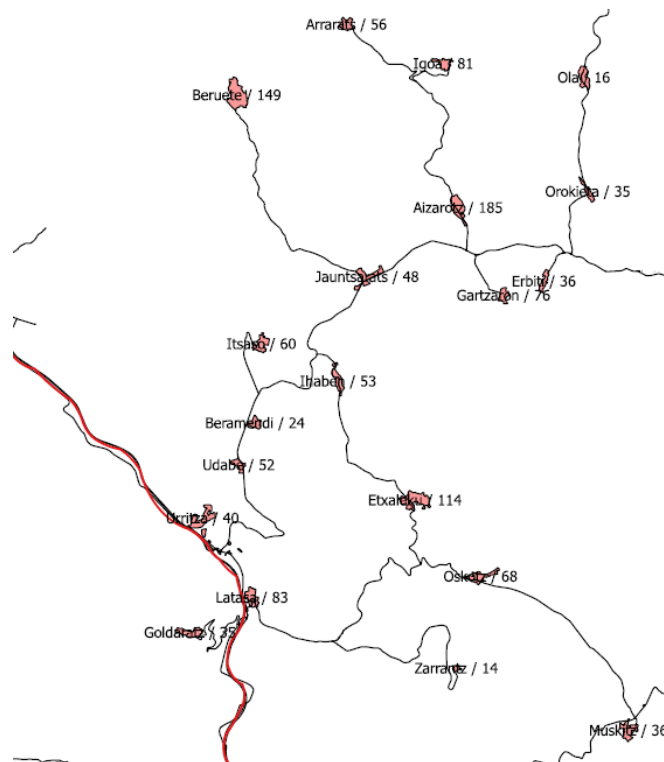 Arrarats / 56
Igoa / 81
Ola / 16
Beruete / 149
Orokieta / 35
Aizarotz / 185
Jauntsarats / 48
Erbiti / 36
Gartzaron / 76
Itsaso / 60
Ihaben / 53
Beramendi / 24
Udabe / 52
Etxaleku / 114
Urritza / 40
Oskotz / 68
Latasa / 83
Goldaratz / 35
Zarrantz / 14
Muskitz / 36